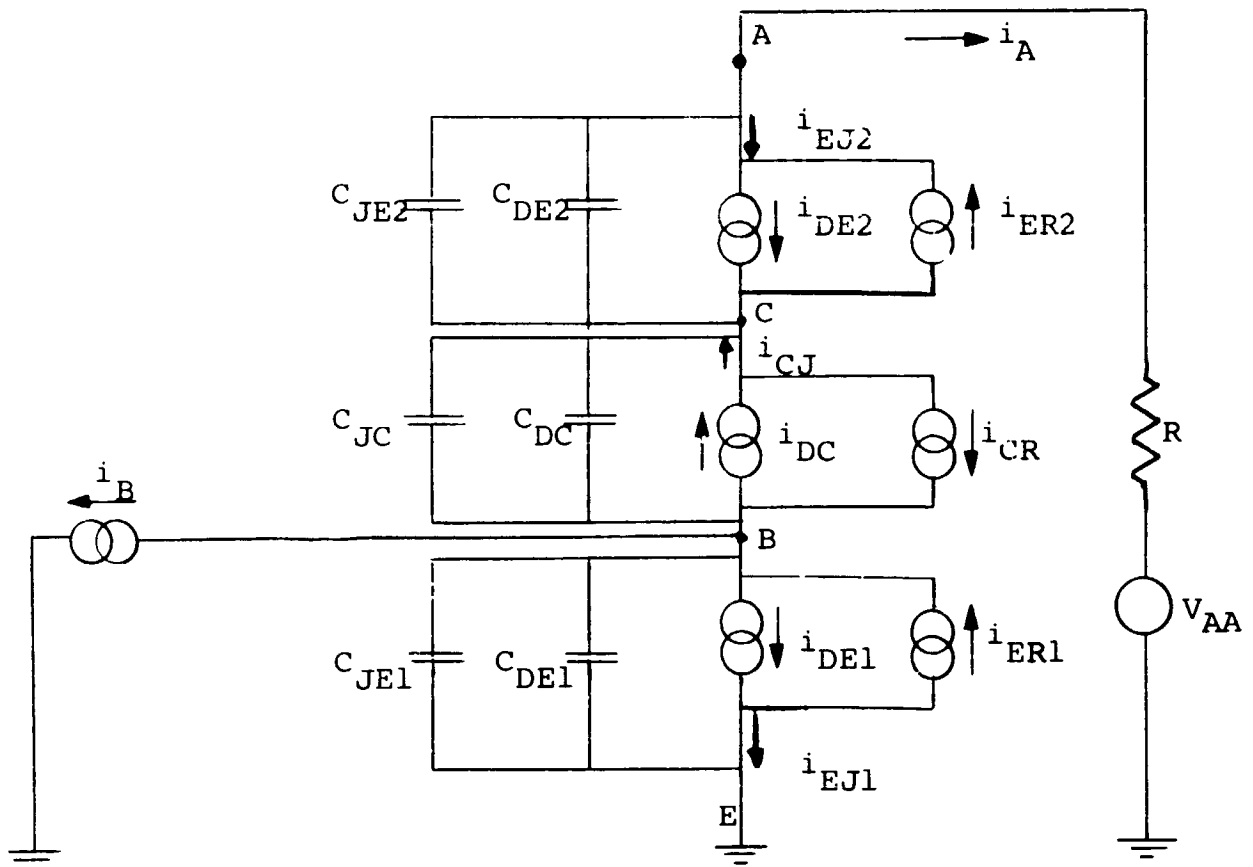 A
i_A
i_EJ2
C_JE2
C_DE2
i_DE2
i_ER2
C
i_CJ
C_JC
C_DC
i_DC
i_CR
R
i_B
B
C_JE1
C_DE1
i_DE1
i_ER1
V_AA
i_EJ1
E